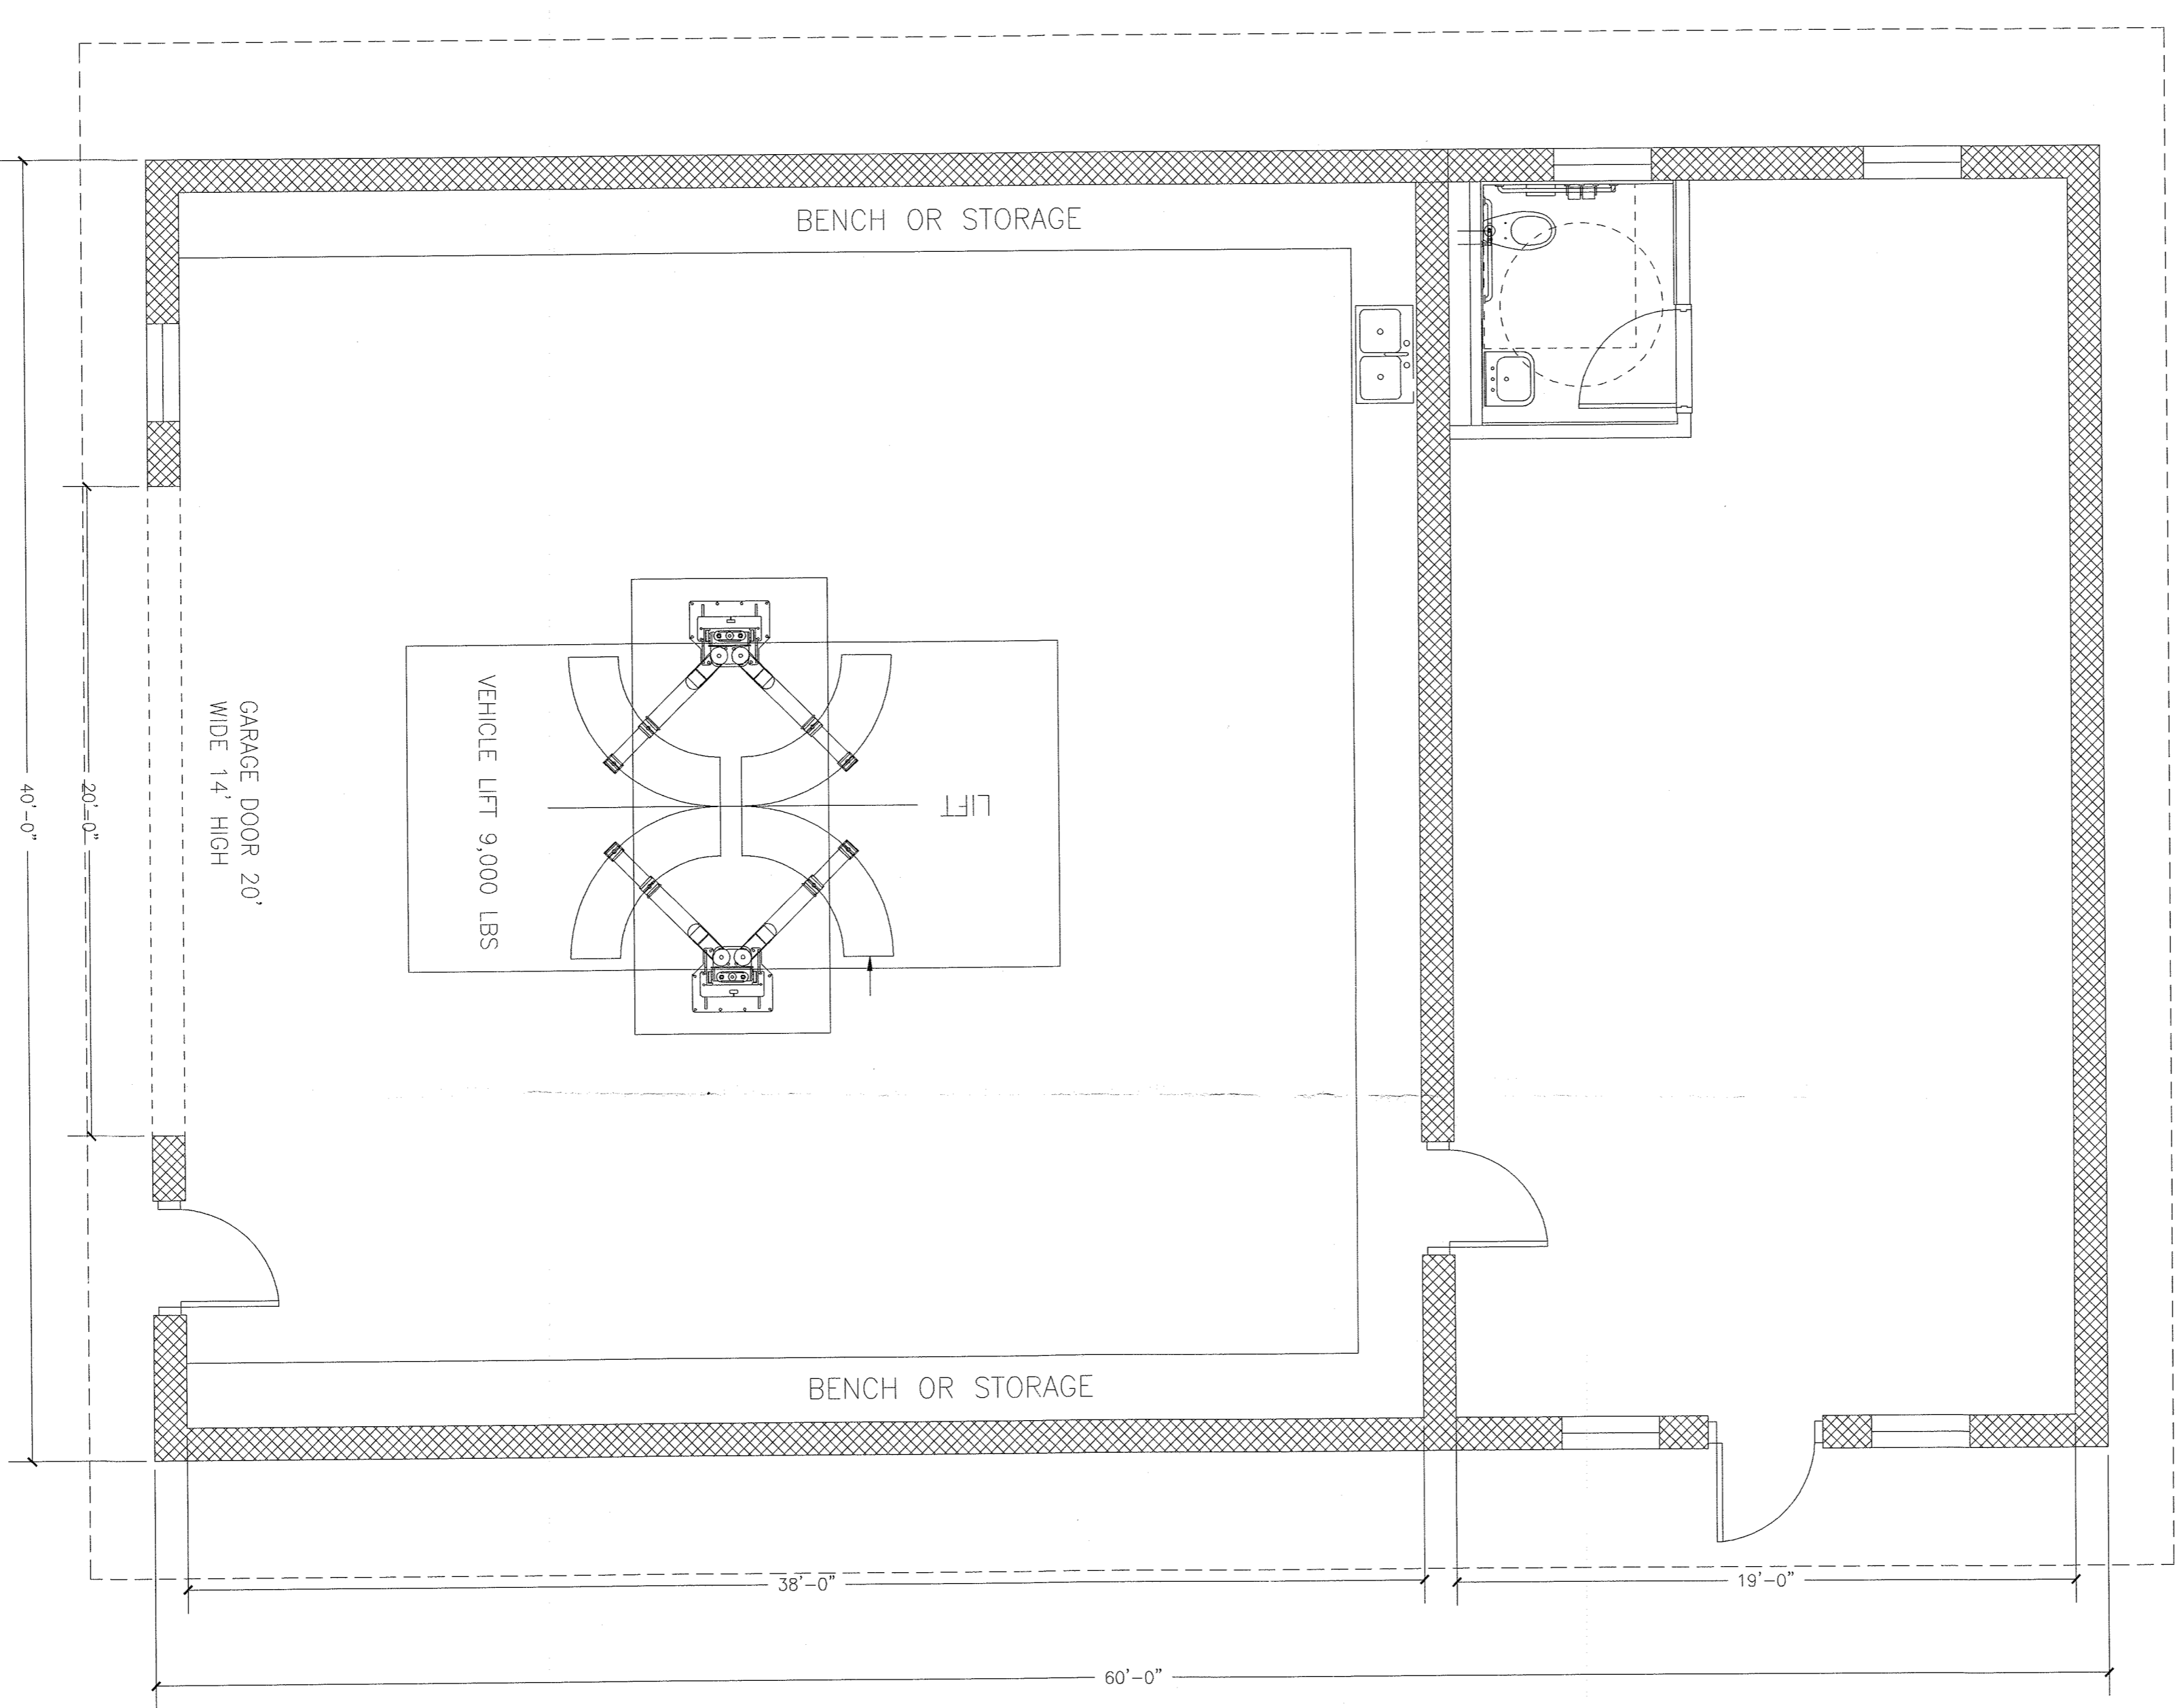 BENCH OR STORAGE
GARAGE DOOR 20'
WIDE 14' HIGH
VEHICLE LIFT 9,000 LBS
LIFT
40'-0"
20'-0"
BENCH OR STORAGE
38'-0"
19'-0"
60'-0"